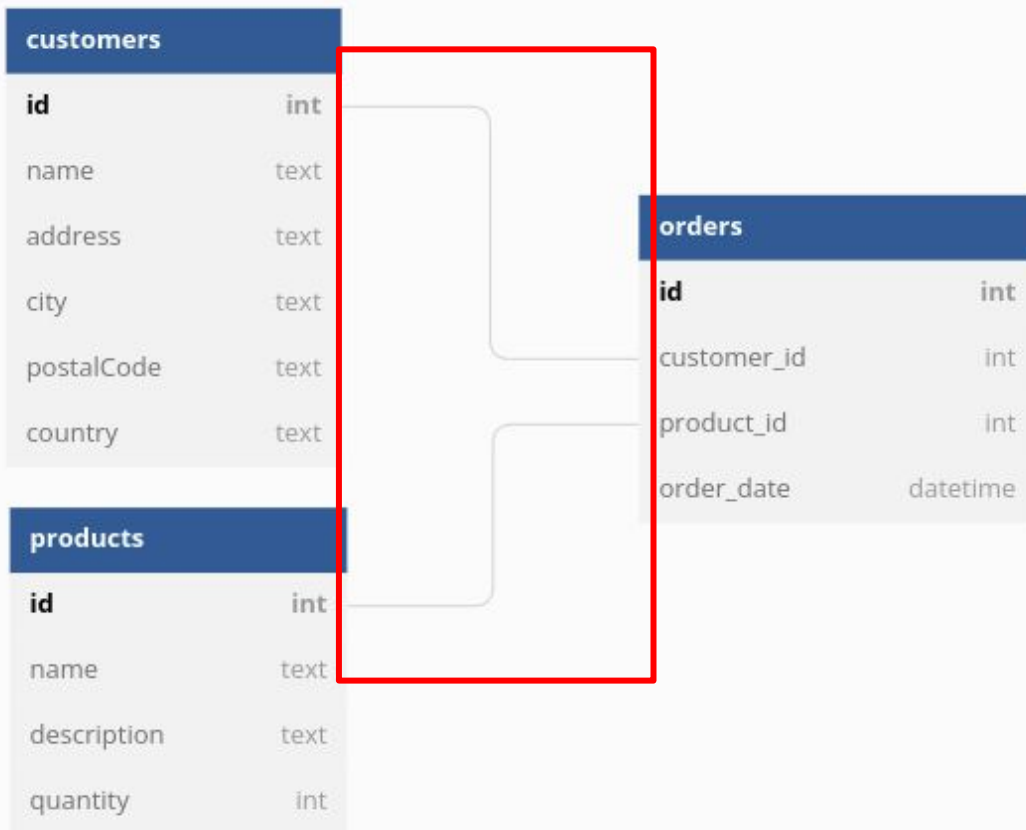 customers
id int
name text
address text
city text
postalCode text
country text
orders
id int
customer_id int
product_id int
order_date datetime
products
id int
name text
description text
quantity int